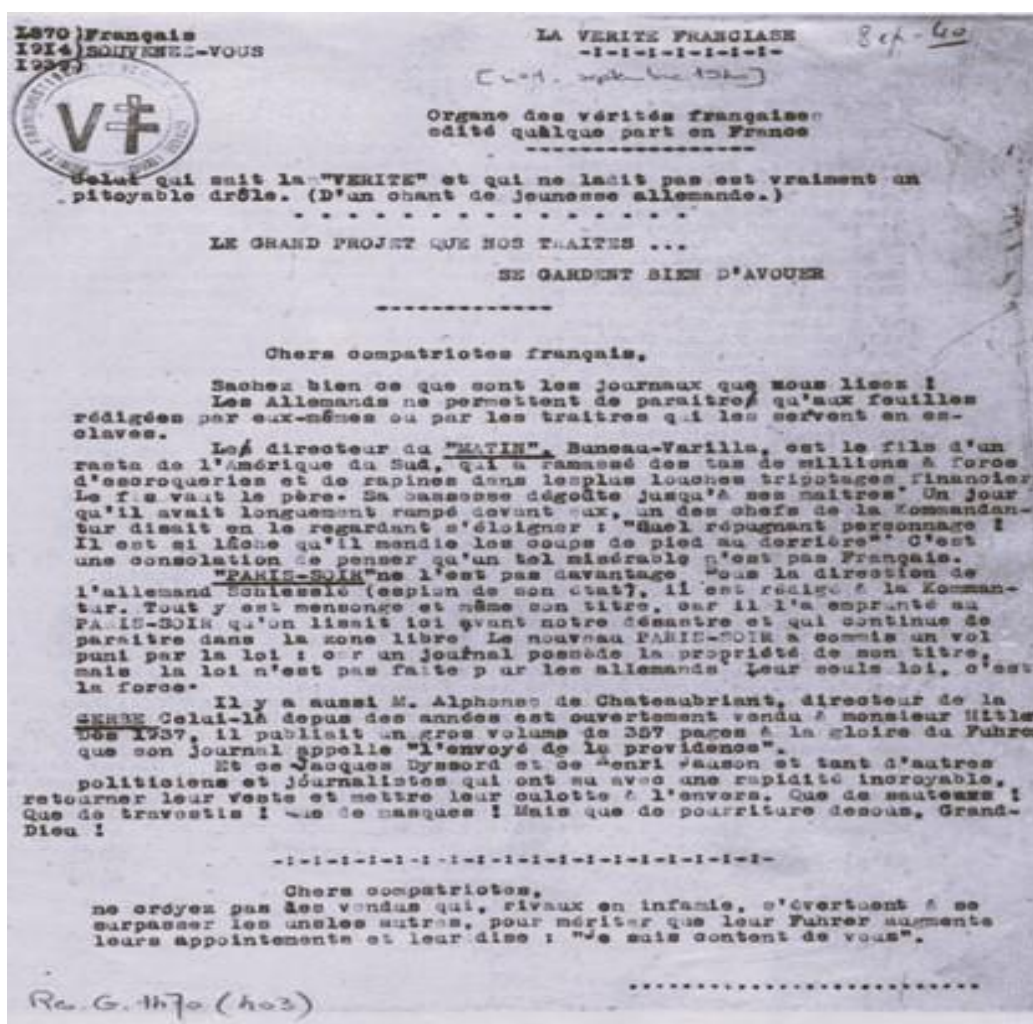 1870)Français
1914)SOUVENEZ-VOUS
1939)
LA VERITE FRANCIASE
-:-:-:-:-:-:-:-
Sept - 40
septembre 1940]
V F
Organe des vérités françaises
edité quelque part en France
Celui qui sait la "VERITE" et qui ne ladit pas est vraiment un
pitoyable drôle. (D'un chant de jeunesse allemande.)
LE GRAND PROJET QUE NOS TRAITES ...
SE GARDENT BIEN D'AVOUER
Chers compatriotes français,
Sachez bien ce que sont les journaux que vous lisez !
Les Allemands ne permettent de paraitre qu'aux feuilles
rédigées par eux-mêmes ou par les traitres qui les servent en es-
claves.
Le directeur du "MATIN", Buneau-Varilla, est le fils d'un
rasta de l'Amérique du Sud, qui a ramassé des tas de millions à force
d'escroqueries et de rapines dans lesplus louches tripotages financier
Le fis vaut le père. Sa bassesse dégoûte jusqu'à ses maitres Un jour
qu'il avait longuement rampé devant eux, un des chefs de la Kommandan-
tur disait en le regardant s'éloigner : "Quel répugnant personnage !
Il est si lâche qu'il mendie les coups de pied au derrière" C'est
une consolation de penser qu'un tel misérable n'est pas Français.
"PARIS-SOIR"ne l'est pas davantage. Sous la direction de
l'allemand Schiesslé (espion de son état), il est rédigé à la Komman-
tur. Tout y est mensonge et même son titre, car il l'a emprunté au
PARIS-SOIR qu'on lisait ici avant notre désastre et qui continue de
paraitre dans la zone libre. Le nouveau PARIS-SOIR a commis un vol
puni par la loi : car un journal possède la propriété de son titre,
mais la loi n'est pas faite p ur les allemands Leur seule loi, c'est
la force.
Il y a aussi M. Alphonse de Chateaubriant, directeur de la
GERBE Celui-là depus des années est ouvertement vendu à monsieur Hitle
Dès 1937, il publiait un gros volume de 357 pages à la gloire du Fuhre
que son journal appelle "l'envoyé de la providence".
Et ce Jacques Dyssord et ce Henri Jauson et tant d'autres
politiciens et journalistes qui ont su avec une rapidité incroyable,
retourner leur veste et mettre leur culotte à l'envers. Que de sauteurs !
Que de travestis ! Que de masques ! Mais que de pourriture desous, Grand-
Dieu !
-:-:-:-:-:-:-:-:-:-:-:-:-:-:-:-:-:-
Chers compatriotes,
ne croyez pas les vendus qui, rivaux en infamie, s'évertuent à se
surpasser les unsles autres, pour mériter que leur Fuhrer augmente
leurs appointements et leur dise : "Je suis content de vous".
Res. G. 1470 (403)